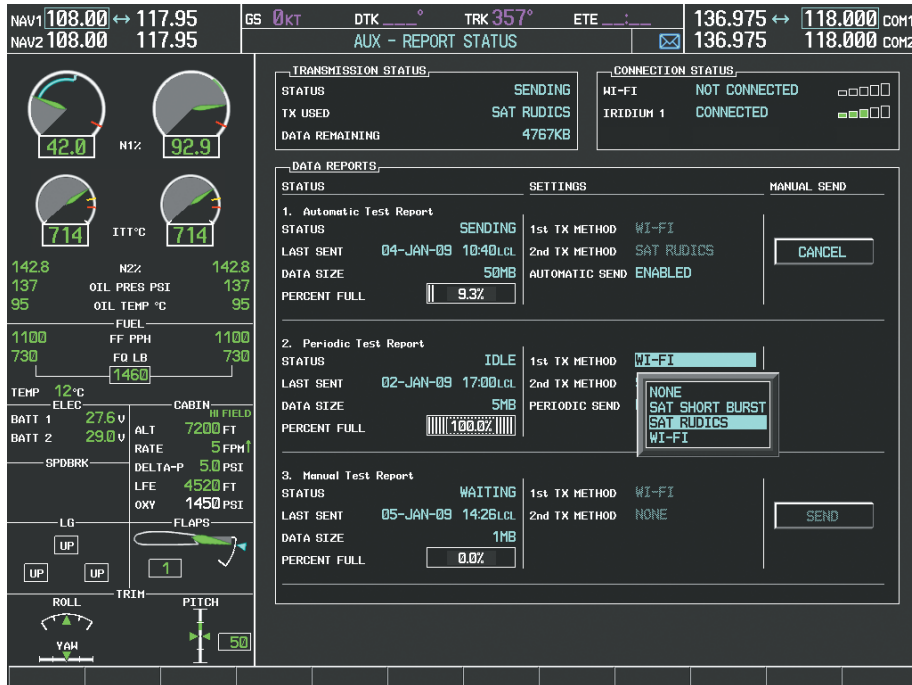 NAV1 108.00 ↔ 117.95 GS 0KT DTK ___° TRK 357° ETE __:__ 136.975 ↔ 118.000 COM1
NAV2 108.00 117.95 AUX - REPORT STATUS 136.975 118.000 COM2
42.0 N1% 92.9
714 ITT°C 714
142.8 N2% 142.8
137 OIL PRES PSI 137
95 OIL TEMP °C 95
FUEL
1100 FF PPH 1100
730 FQ LB 730
1460
TEMP 12°C
ELEC
BATT 1 27.6 V
BATT 2 29.0 V
SPDBRK
CABIN
HI FIELD
ALT 7200 FT
RATE 5 FPM↑
DELTA-P 5.0 PSI
LFE 4520 FT
OXY 1450 PSI
LG
UP
UP UP
FLAPS
1
TRIM
ROLL
YAW
PITCH
50
TRANSMISSION STATUS
STATUS SENDING
TX USED SAT RUDICS
DATA REMAINING 4767KB
CONNECTION STATUS
WI-FI NOT CONNECTED
IRIDIUM 1 CONNECTED
DATA REPORTS
STATUS SETTINGS MANUAL SEND
1. Automatic Test Report
STATUS SENDING 1st TX METHOD WI-FI
LAST SENT 04-JAN-09 10:40LCL 2nd TX METHOD SAT RUDICS CANCEL
DATA SIZE 50MB AUTOMATIC SEND ENABLED
PERCENT FULL 9.3%
2. Periodic Test Report
STATUS IDLE 1st TX METHOD WI-FI
LAST SENT 02-JAN-09 17:00LCL 2nd TX METHOD
DATA SIZE 5MB PERIODIC SEND
PERCENT FULL 100.0%
NONE
SAT SHORT BURST
SAT RUDICS
WI-FI
3. Manual Test Report
STATUS WAITING 1st TX METHOD WI-FI
LAST SENT 05-JAN-09 14:26LCL 2nd TX METHOD NONE SEND
DATA SIZE 1MB
PERCENT FULL 0.0%